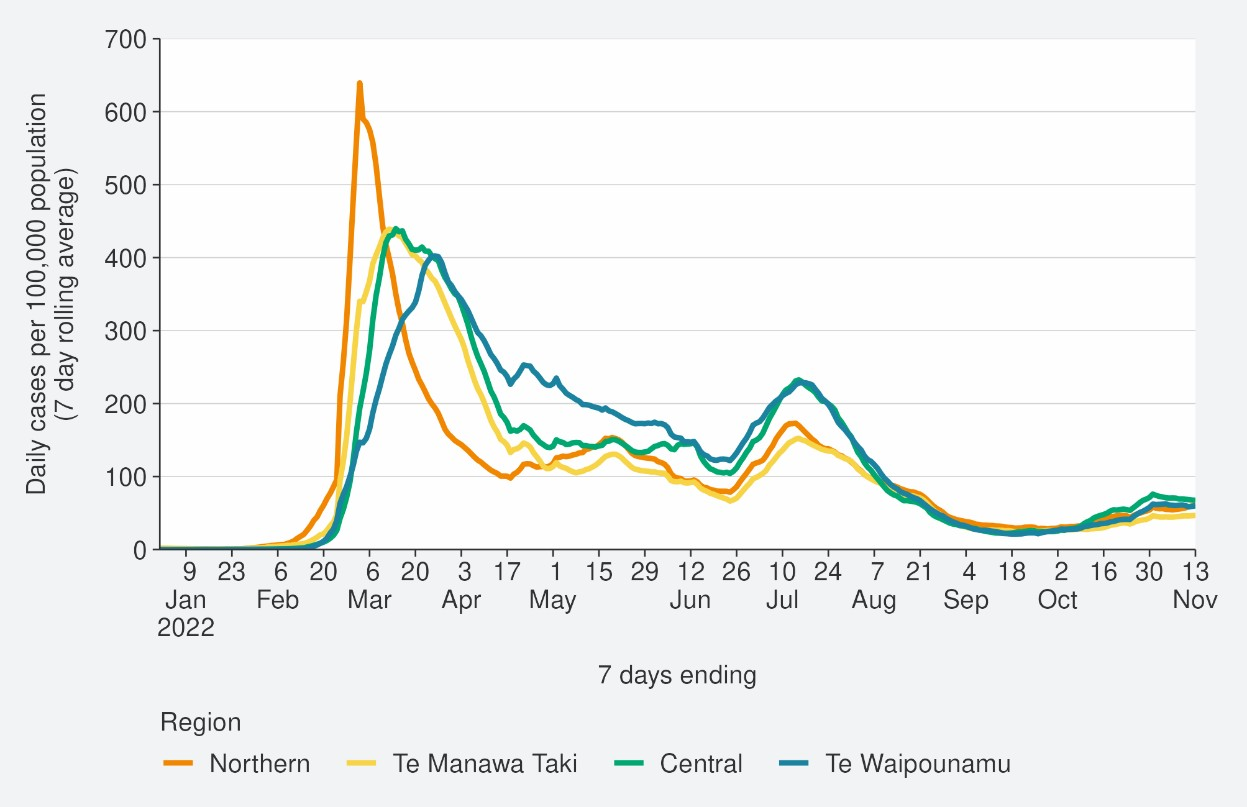 Daily cases per 100,000 population
(7 day rolling average)
700
600
500
400
300
200
100
0
9 23 6 20 6 20 3 17 1 15 29 12 26 10 24 7 21 4 18 2 16 30 13
Jan Feb Mar Apr May Jun Jul Aug Sep Oct Nov
2022
7 days ending
Region
Northern Te Manawa Taki Central Te Waipounamu